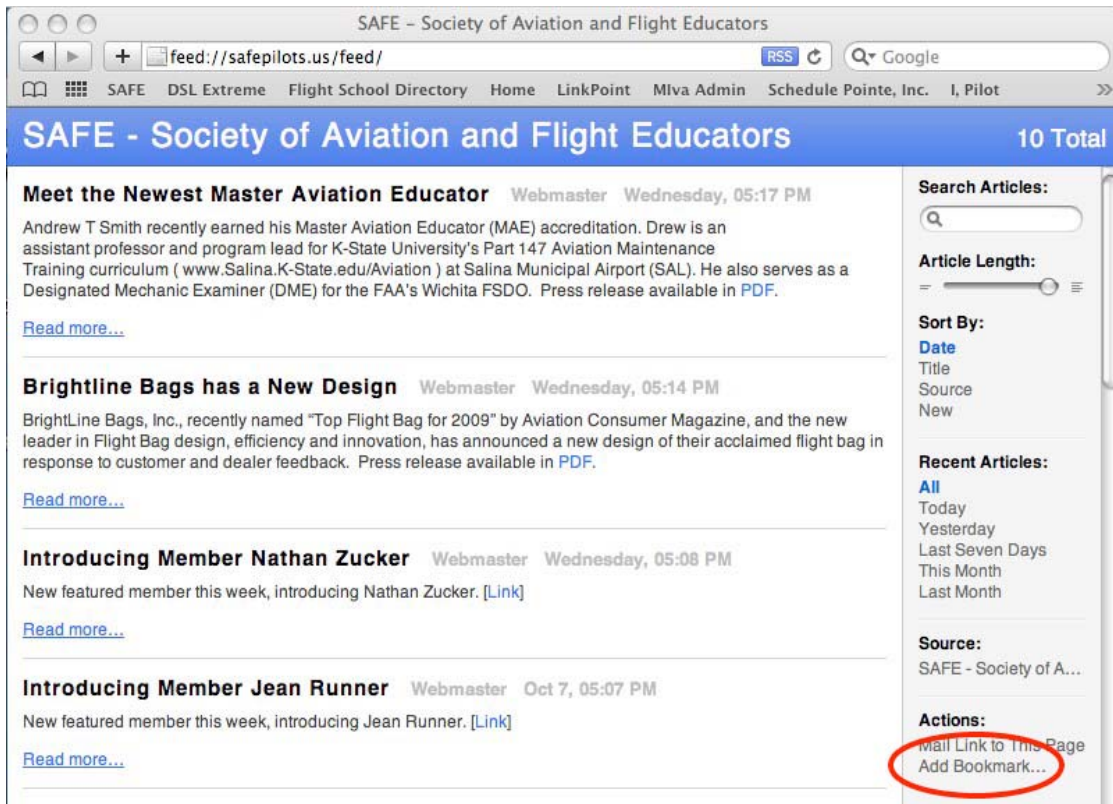 SAFE – Society of Aviation and Flight Educators
feed://safepilots.us/feed/
RSS
Google
SAFE DSL Extreme Flight School Directory Home LinkPoint MIva Admin Schedule Pointe, Inc. I, Pilot
SAFE - Society of Aviation and Flight Educators 10 Total
Meet the Newest Master Aviation Educator Webmaster Wednesday, 05:17 PM
Andrew T Smith recently earned his Master Aviation Educator (MAE) accreditation. Drew is an
assistant professor and program lead for K-State University's Part 147 Aviation Maintenance
Training curriculum ( www.Salina.K-State.edu/Aviation ) at Salina Municipal Airport (SAL). He also serves as a
Designated Mechanic Examiner (DME) for the FAA's Wichita FSDO. Press release available in PDF.
Read more...
Brightline Bags has a New Design Webmaster Wednesday, 05:14 PM
BrightLine Bags, Inc., recently named “Top Flight Bag for 2009” by Aviation Consumer Magazine, and the new
leader in Flight Bag design, efficiency and innovation, has announced a new design of their acclaimed flight bag in
response to customer and dealer feedback. Press release available in PDF.
Read more...
Introducing Member Nathan Zucker Webmaster Wednesday, 05:08 PM
New featured member this week, introducing Nathan Zucker. [Link]
Read more...
Introducing Member Jean Runner Webmaster Oct 7, 05:07 PM
New featured member this week, introducing Jean Runner. [Link]
Read more...
Search Articles:
Article Length:
Sort By:
Date
Title
Source
New
Recent Articles:
All
Today
Yesterday
Last Seven Days
This Month
Last Month
Source:
SAFE - Society of A...
Actions:
Mail Link to This Page
Add Bookmark...